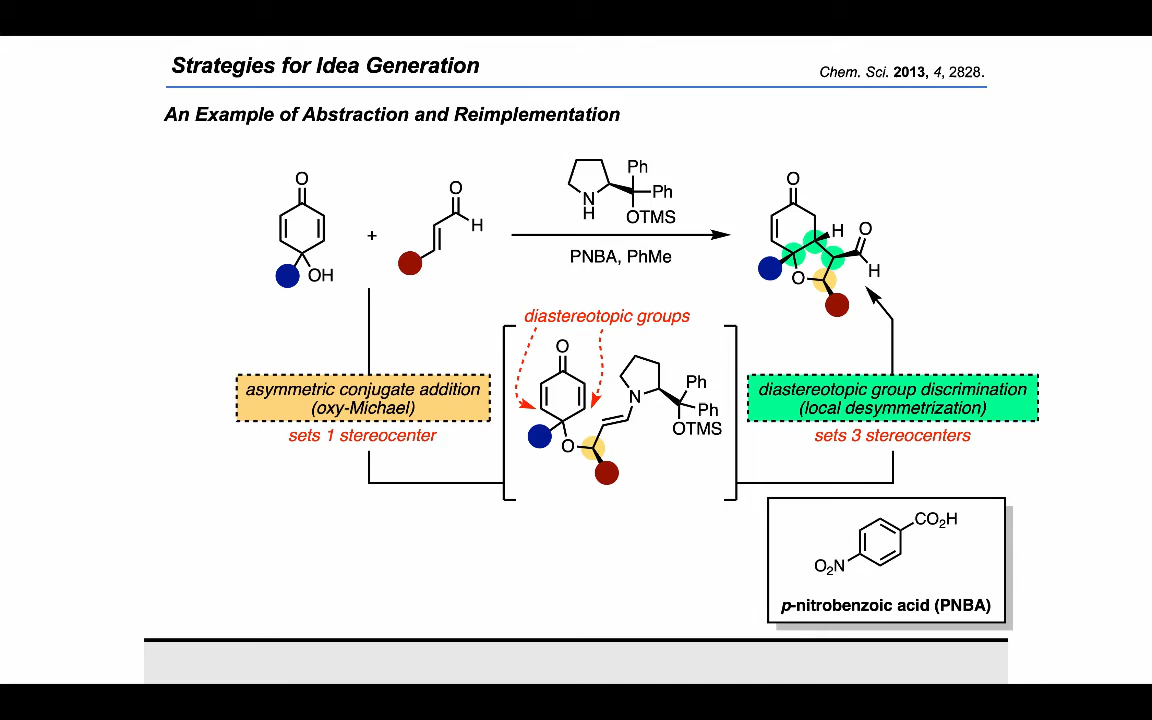 Strategies for Idea Generation
Chem. Sci. 2013, 4, 2828.
An Example of Abstraction and Reimplementation
O
OH
+
O
H
N
H
Ph
Ph
OTMS
PNBA, PhMe
O
H
O
H
O
diastereotopic groups
asymmetric conjugate addition
(oxy-Michael)
sets 1 stereocenter
O
O
N
Ph
Ph
OTMS
diastereotopic group discrimination
(local desymmetrization)
sets 3 stereocenters
CO₂H
O₂N
p-nitrobenzoic acid (PNBA)